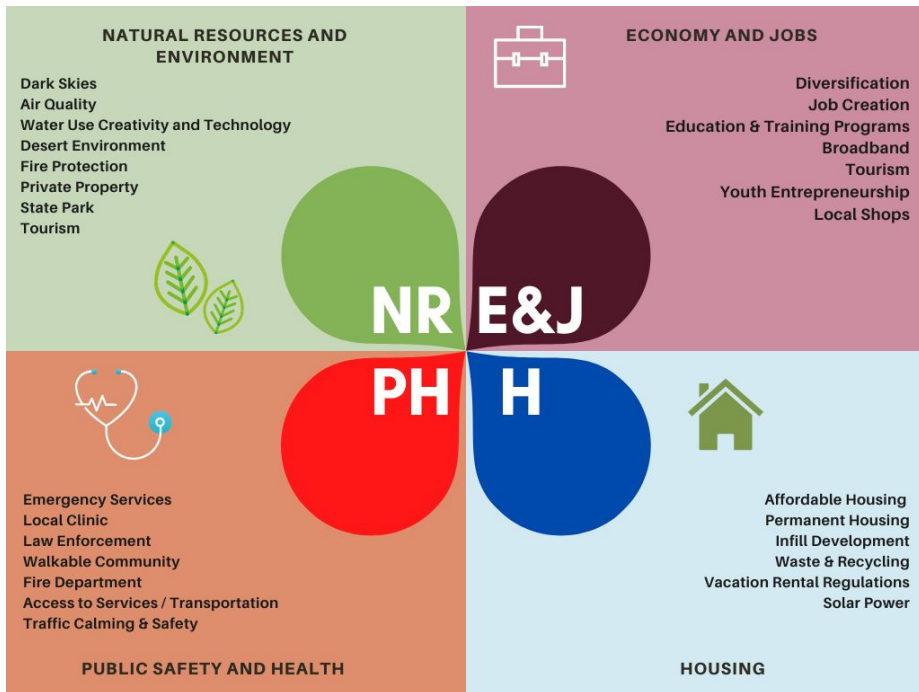 NATURAL RESOURCES AND
ENVIRONMENT
Dark Skies
Air Quality
Water Use Creativity and Technology
Desert Environment
Fire Protection
Private Property
State Park
Tourism
ECONOMY AND JOBS
Diversification
Job Creation
Education & Training Programs
Broadband
Tourism
Youth Entrepreneurship
Local Shops
NR
E&J
PH
H
Emergency Services
Local Clinic
Law Enforcement
Walkable Community
Fire Department
Access to Services / Transportation
Traffic Calming & Safety
PUBLIC SAFETY AND HEALTH
Affordable Housing
Permanent Housing
Infill Development
Waste & Recycling
Vacation Rental Regulations
Solar Power
HOUSING